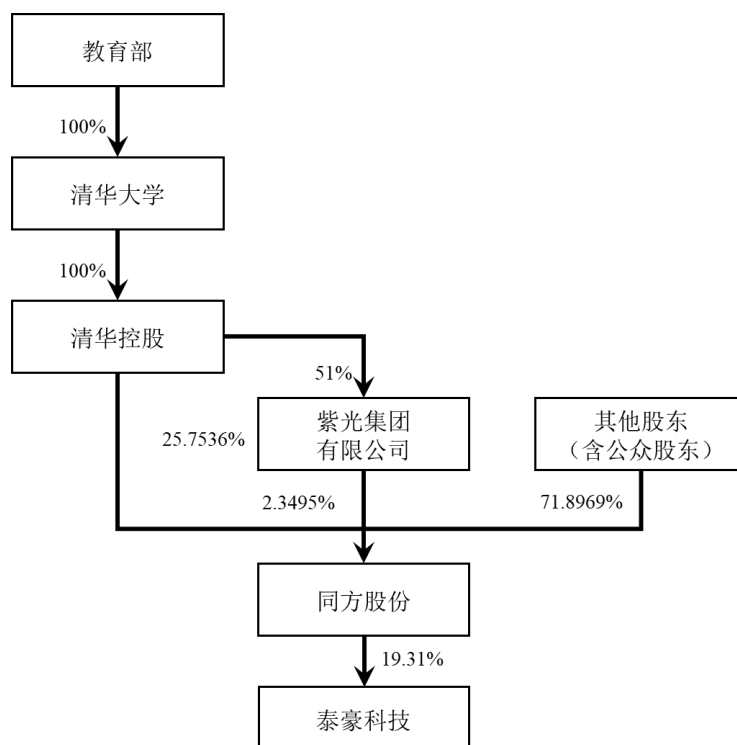 教育部
100%
清华大学
100%
清华控股
51%
25.7536%
紫光集团
有限公司
其他股东
（含公众股东）
2.3495%
71.8969%
同方股份
19.31%
泰豪科技